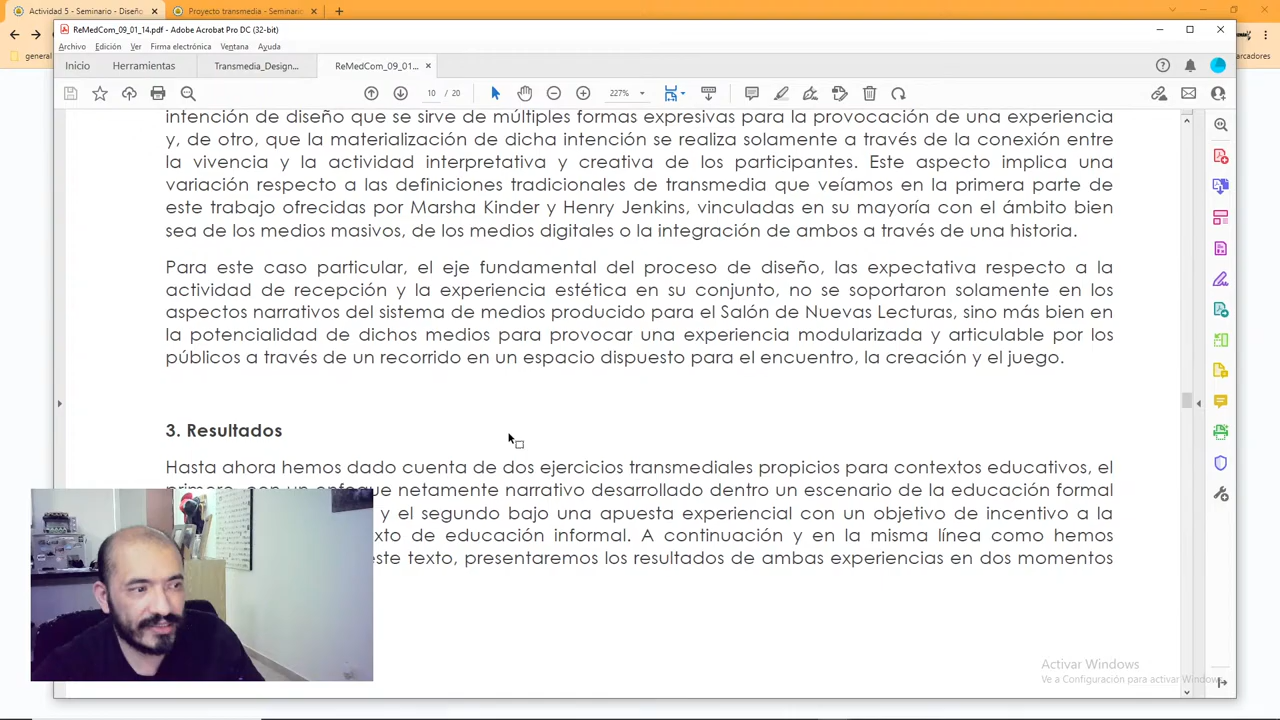 Actividad 5 - Seminario - Diseño
Proyecto transmedia - Seminario
general
arcadores
ReMedCom_09_01_14.pdf - Adobe Acrobat Pro DC (32-bit)
Archivo Edición Ver Firma electrónica Ventana Ayuda
Inicio Herramientas Transmedia_Design... ReMedCom_09_01...
10 / 20 227%
intención de diseño que se sirve de múltiples formas expresivas para la provocación de una experiencia
y, de otro, que la materialización de dicha intención se realiza solamente a través de la conexión entre
la vivencia y la actividad interpretativa y creativa de los participantes. Este aspecto implica una
variación respecto a las definiciones tradicionales de transmedia que veíamos en la primera parte de
este trabajo ofrecidas por Marsha Kinder y Henry Jenkins, vinculadas en su mayoría con el ámbito bien
sea de los medios masivos, de los medios digitales o la integración de ambos a través de una historia.
Para este caso particular, el eje fundamental del proceso de diseño, las expectativa respecto a la
actividad de recepción y la experiencia estética en su conjunto, no se soportaron solamente en los
aspectos narrativos del sistema de medios producido para el Salón de Nuevas Lecturas, sino más bien en
la potencialidad de dichos medios para provocar una experiencia modularizada y articulable por los
públicos a través de un recorrido en un espacio dispuesto para el encuentro, la creación y el juego.
3. Resultados
Hasta ahora hemos dado cuenta de dos ejercicios transmediales propicios para contextos educativos, el
primero, con un enfoque netamente narrativo desarrollado dentro un escenario de la educación formal
y el segundo bajo una apuesta experiencial con un objetivo de incentivo a la
xto de educación informal. A continuación y en la misma línea como hemos
ste texto, presentaremos los resultados de ambas experiencias en dos momentos
Activar Windows
Ve a Configuración para activar Windows